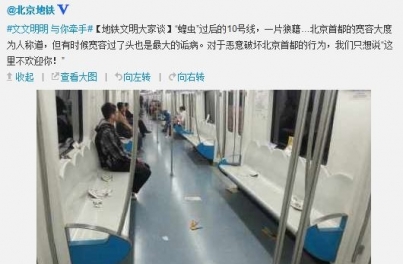 @北京地铁 V
#文文明明 与你牵手#【地铁文明大家谈】“蝗虫”过后的10号线，一片狼藉…北京首都的宽容大度
为人称道，但有时候宽容过了头也是最大的诟病。对于恶意破坏北京首都的行为，我们只想说“这
里不欢迎你！”
收起 | 查看大图 | 向左转 | 向右转